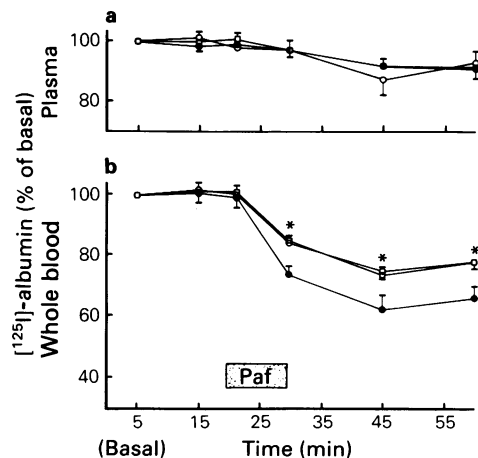 a
100
80
Plasma
b
100
80
60
40
[¹²⁵I]-albumin (% of basal)
Whole blood
*
*
*
Paf
5 15 25 35 45 55
(Basal) Time (min)